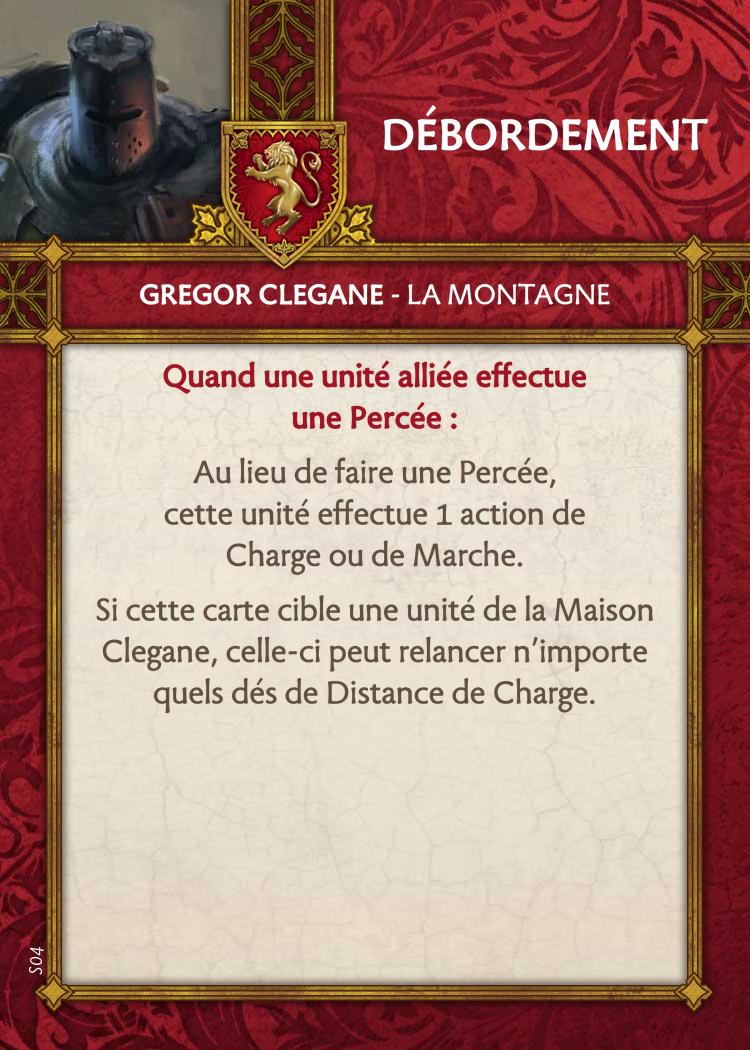 DÉBORDEMENT
GREGOR CLEGANE - LA MONTAGNE
Quand une unité alliée effectue
une Percée :
Au lieu de faire une Percée,
cette unité effectue 1 action de
Charge ou de Marche.
Si cette carte cible une unité de la Maison
Clegane, celle-ci peut relancer n'importe
quels dés de Distance de Charge.
S04